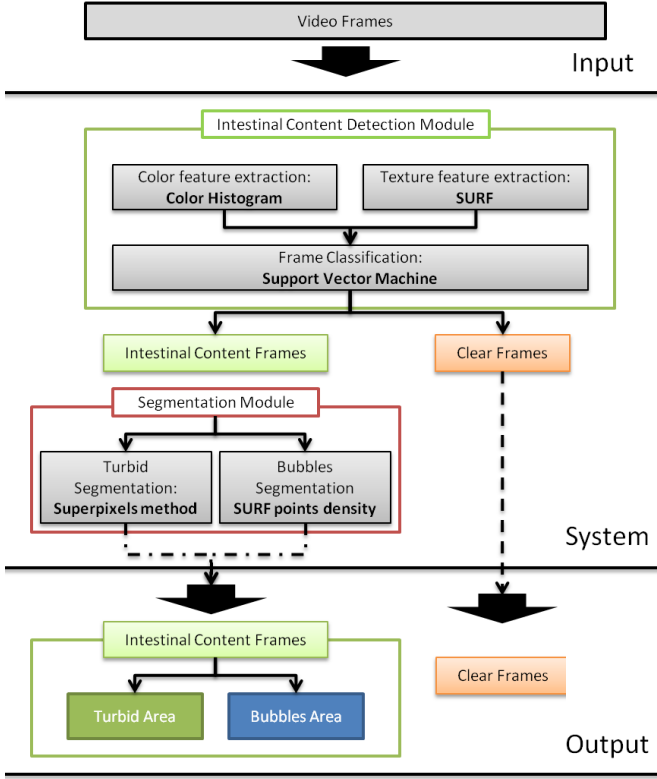 Video Frames
Input
Intestinal Content Detection Module
Color feature extraction:
Color Histogram
Texture feature extraction:
SURF
Frame Classification:
Support Vector Machine
Intestinal Content Frames
Clear Frames
Segmentation Module
Turbid
Segmentation:
Superpixels method
Bubbles
Segmentation
SURF points density
System
Intestinal Content Frames
Clear Frames
Turbid Area
Bubbles Area
Output